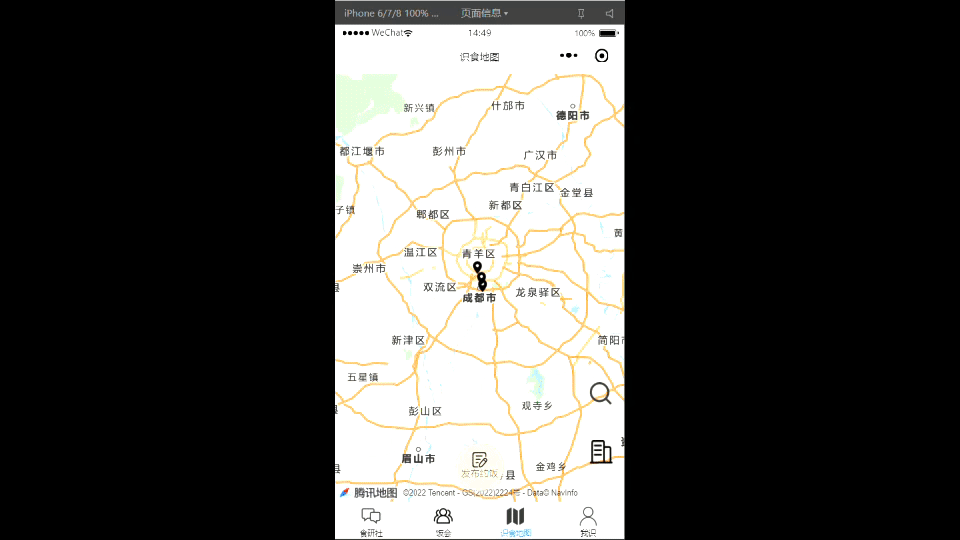 iPhone 6/7/8 100% ... 页面信息
WeChat 14:49 100%
识食地图
新兴镇 什邡市
德阳市
都江堰市 彭州市 广汉市
青白江区 金堂县
子镇 郫都区 新都区
黄
温江区 青羊区
崇州市
双流区 成都市 龙泉驿区
新津区 简阳市
五星镇
彭山区 观寺乡
眉山市
发布约饭 县 金鸡乡
腾讯地图 ©2022 Tencent - GS(2022)2224号 - Data© NavInfo
食研社 饭会 识食地图 我识